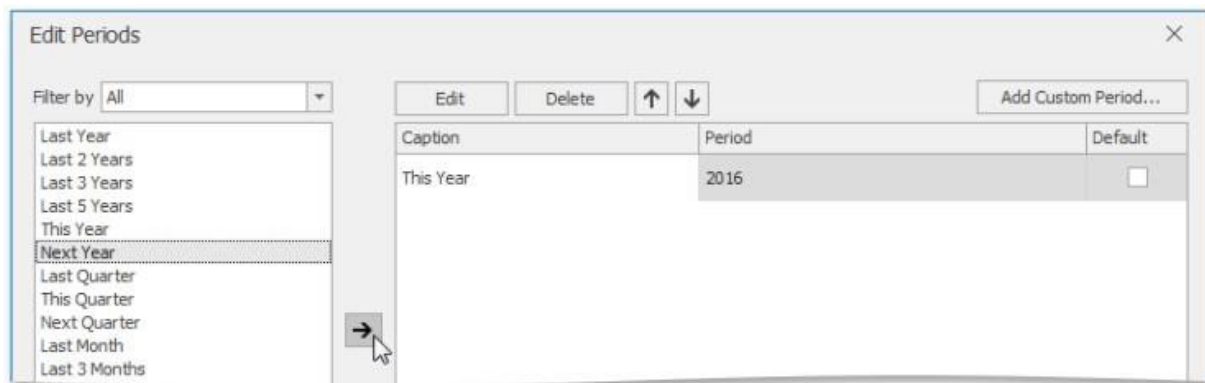 Edit Periods
Filter by All
Edit Delete Add Custom Period...
Caption Period Default
This Year 2016
Last Year
Last 2 Years
Last 3 Years
Last 5 Years
This Year
Next Year
Last Quarter
This Quarter
Next Quarter
Last Month
Last 3 Months